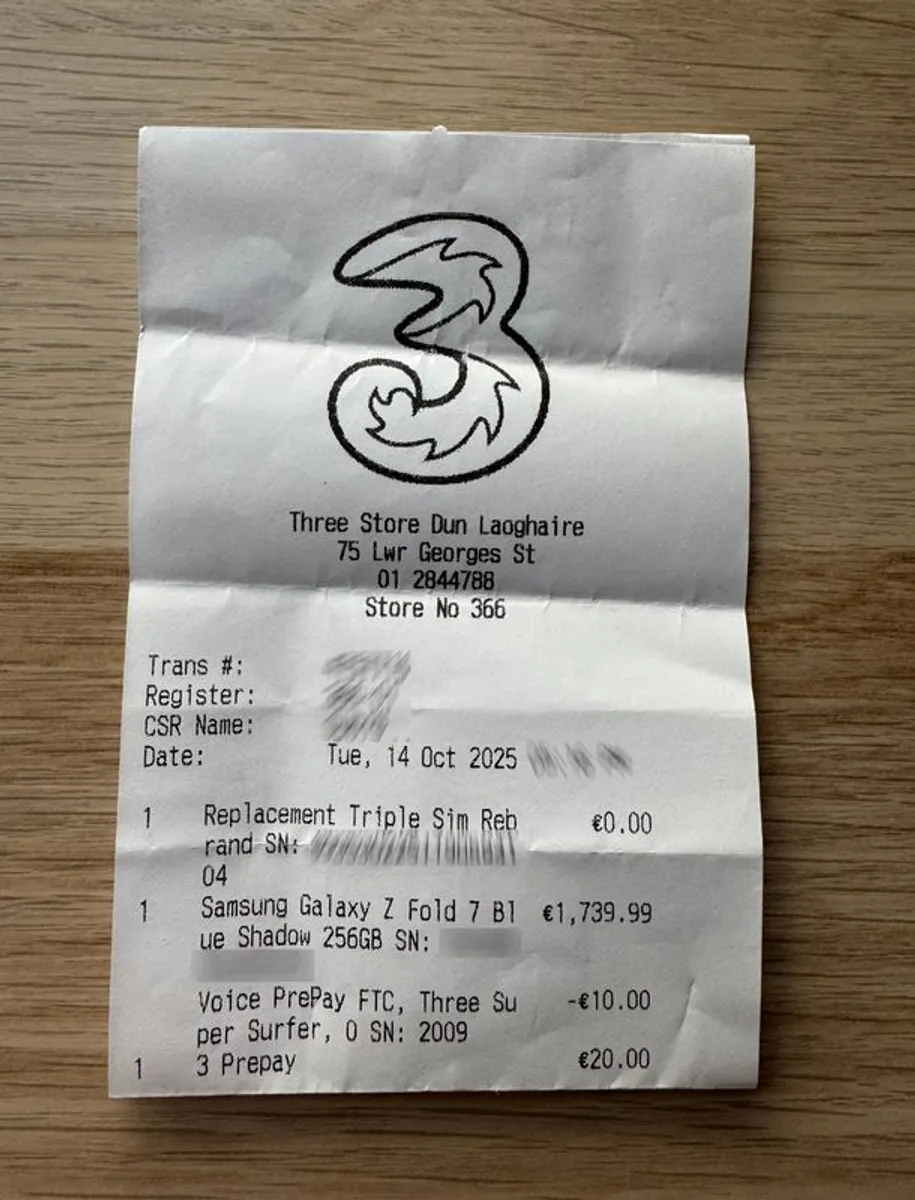 3
Three Store Dun Laoghaire
75 Lwr Georges St
01 2844788
Store No 366
Trans #:
Register:
CSR Name:
Date: Tue, 14 Oct 2025
1 Replacement Triple Sim Reb €0.00
rand SN:
04
1 Samsung Galaxy Z Fold 7 Bl €1,739.99
ue Shadow 256GB SN:
Voice PrePay FTC, Three Su -€10.00
per Surfer, 0 SN: 2009
1 3 Prepay €20.00